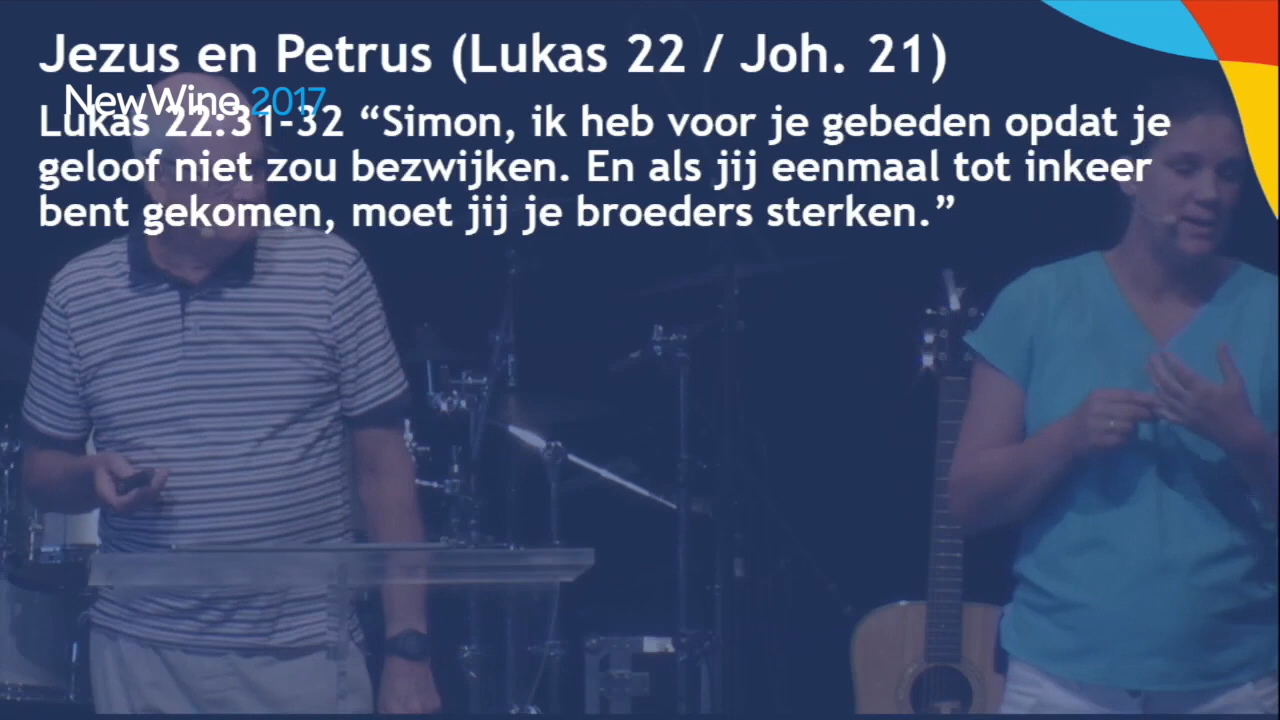 Jezus en Petrus (Lukas 22 / Joh. 21)
NewWine 2017
Lukas 22:31-32 “Simon, ik heb voor je gebeden opdat je
geloof niet zou bezwijken. En als jij eenmaal tot inkeer
bent gekomen, moet jij je broeders sterken.”